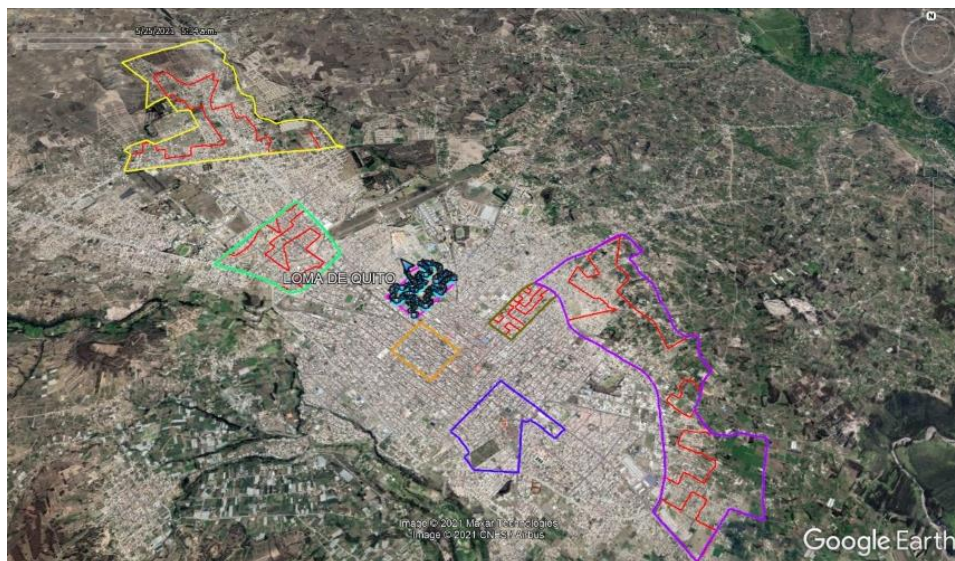 N
LOMA DE QUITO
Image © 2021 Maxar Technologies
Image © 2021 CNES / Airbus
Google Earth